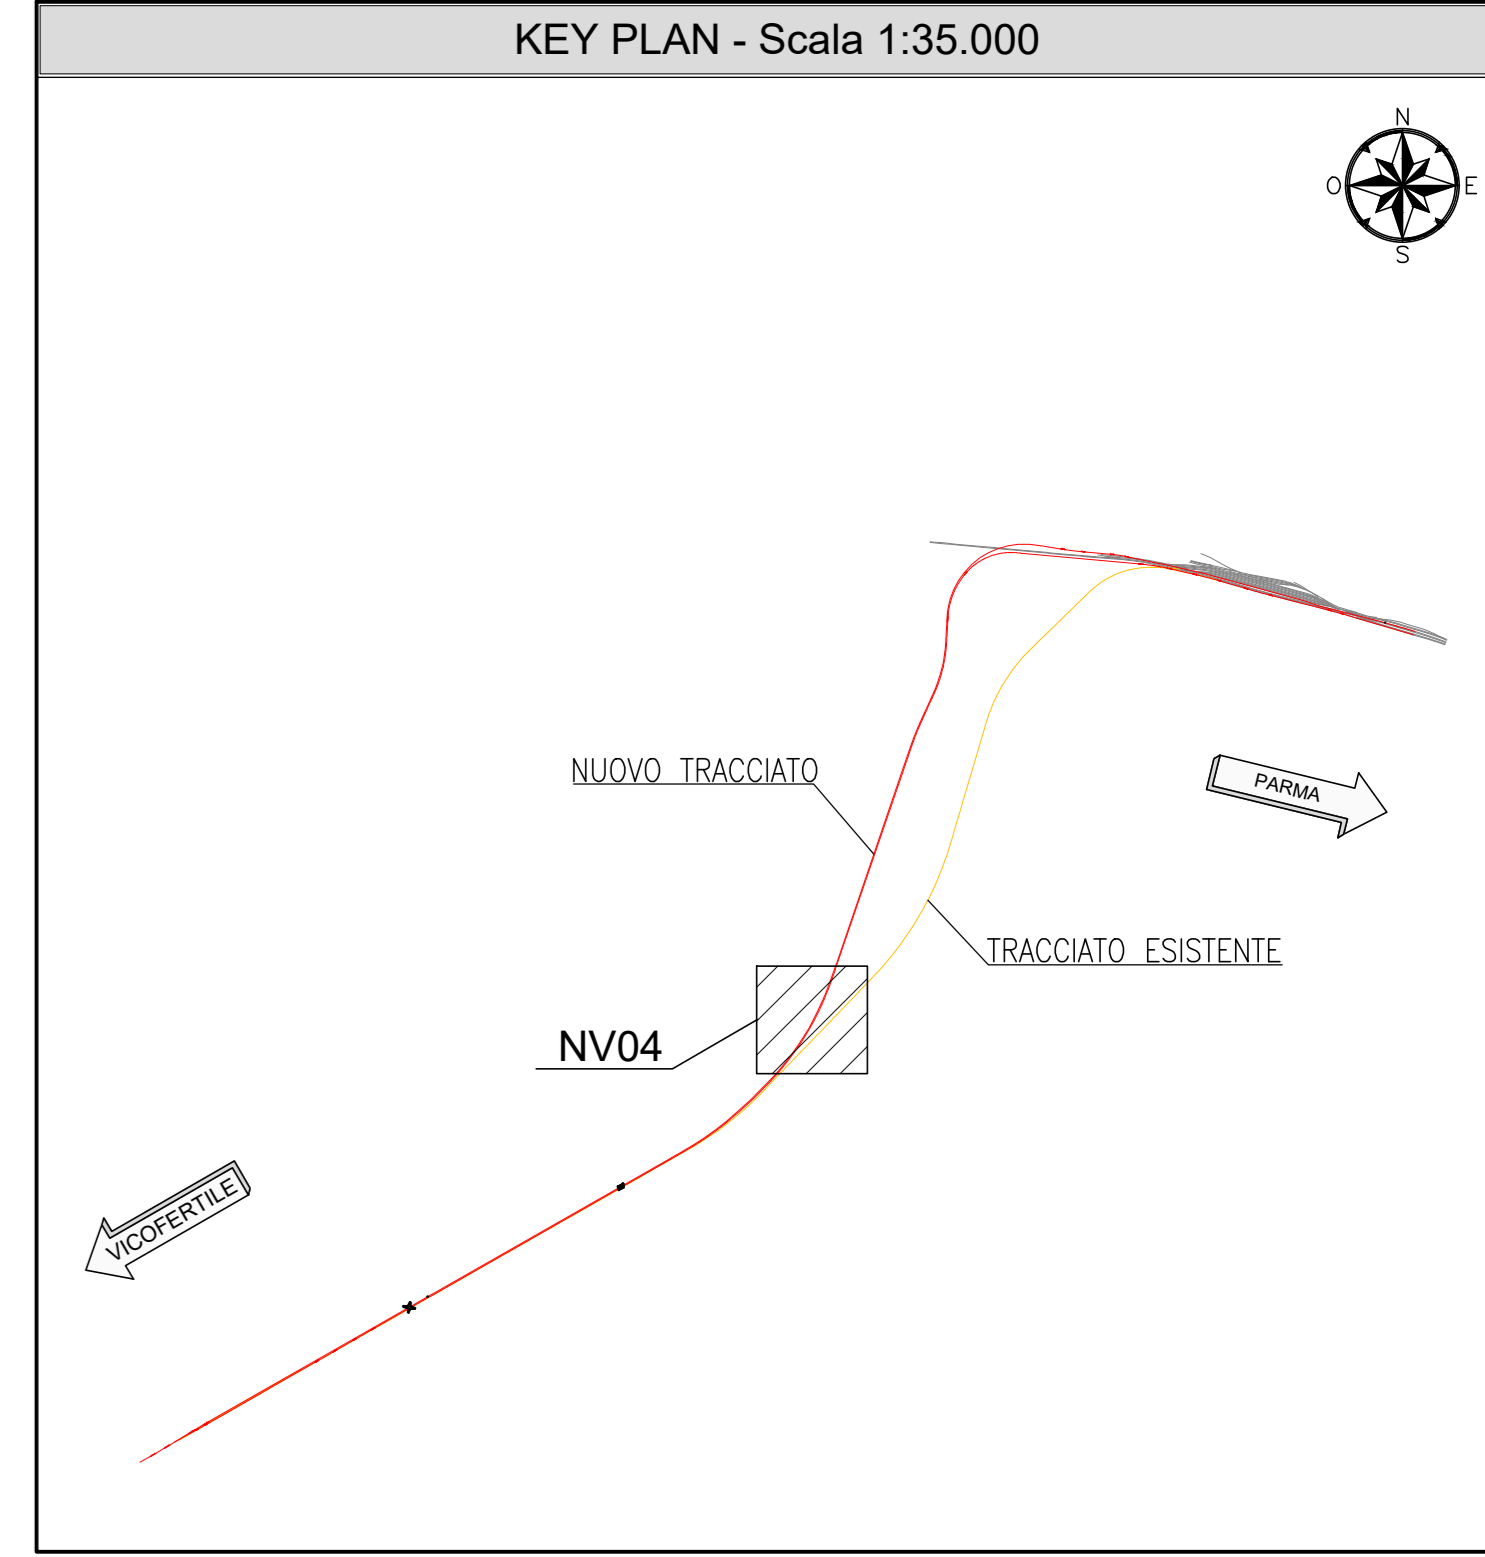 KEY PLAN - Scala 1:35.000
N
O
E
S
NUOVO TRACCIATO
PARMA
TRACCIATO ESISTENTE
NV04
VICOFERTILE